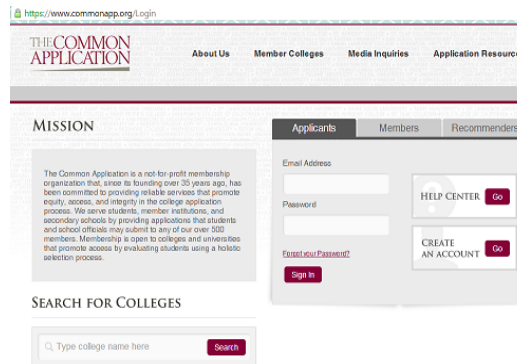 https://www.commonapp.org/Login
THE COMMON
APPLICATION
About Us Member Colleges Media Inquiries Application Resourc
MISSION
The Common Application is a not-for-profit membership
organization that, since its founding over 35 years ago, has
been committed to providing reliable services that promote
equity, access, and integrity in the college application
process. We serve students, member institutions, and
secondary schools by providing applications that students
and school officials may submit to any of our over 500
members. Membership is open to colleges and universities
that promote access by evaluating students using a holistic
selection process.
SEARCH FOR COLLEGES
Type college name here Search
Applicants Members Recommenders
Email Address
Password
Forgot your Password?
Sign In
HELP CENTER Go
CREATE
AN ACCOUNT Go